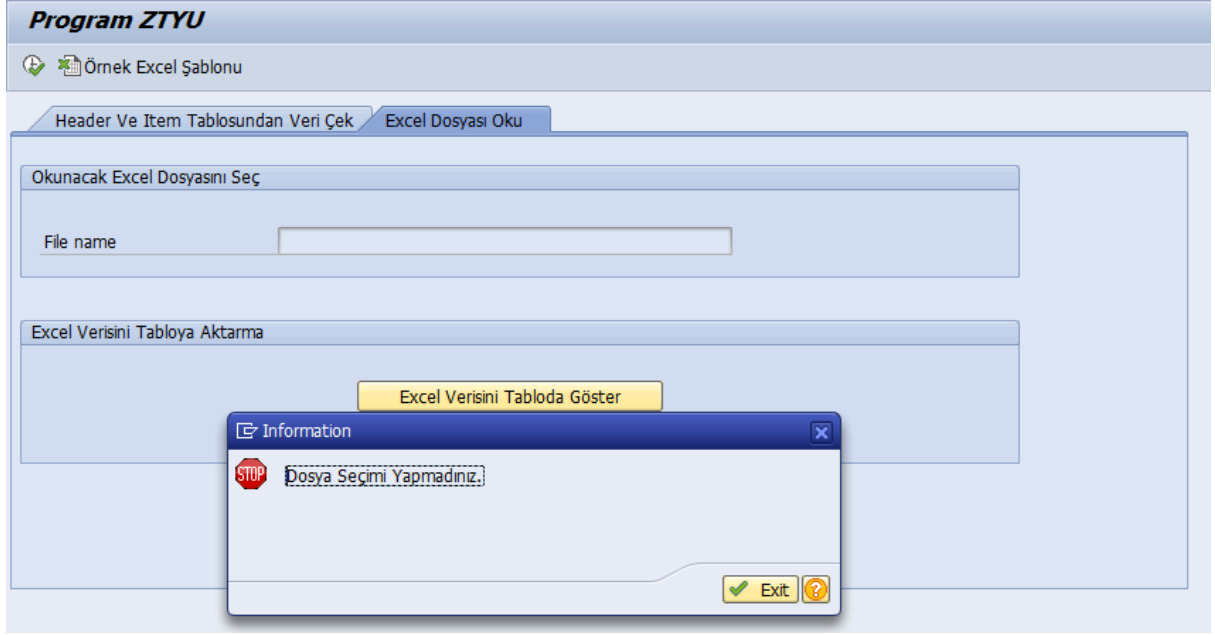 Program ZTYU
Örnek Excel Şablonu
Header Ve Item Tablosundan Veri Çek
Excel Dosyası Oku
Okunacak Excel Dosyasını Seç
File name
Excel Verisini Tabloya Aktarma
Excel Verisini Tabloda Göster
Information
STOP
Dosya Seçimi Yapmadınız.
Exit